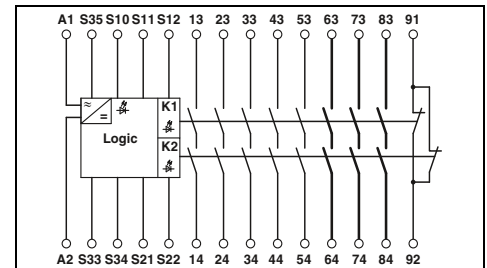 A1 S35 S10 S11 S12 13 23 33 43 53 63 73 83 91
≈
=
K1
Logic
K2
A2 S33 S34 S21 S22 14 24 34 44 54 64 74 84 92